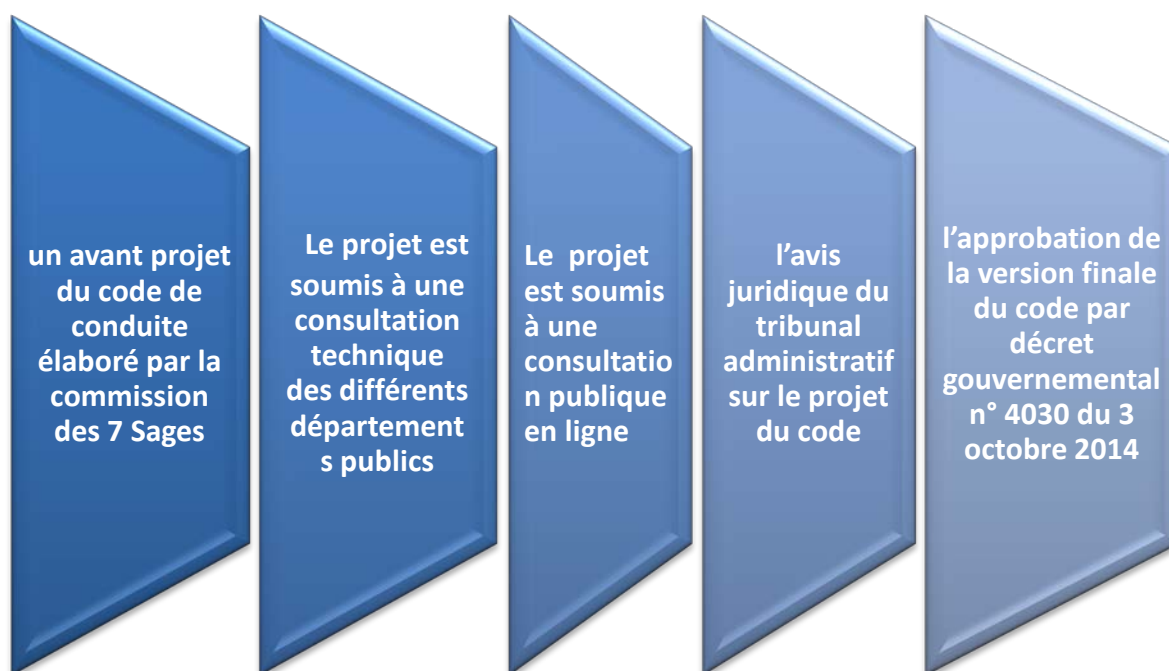 un avant projet
du code de
conduite
élaboré par la
commission
des 7 Sages
Le projet est
soumis à une
consultation
technique
des différents
département
s publics
Le projet
est soumis
à une
consultatio
n publique
en ligne
l’avis
juridique du
tribunal
administratif
sur le projet
du code
l’approbation de
la version finale
du code par
décret
gouvernemental
n° 4030 du 3
octobre 2014